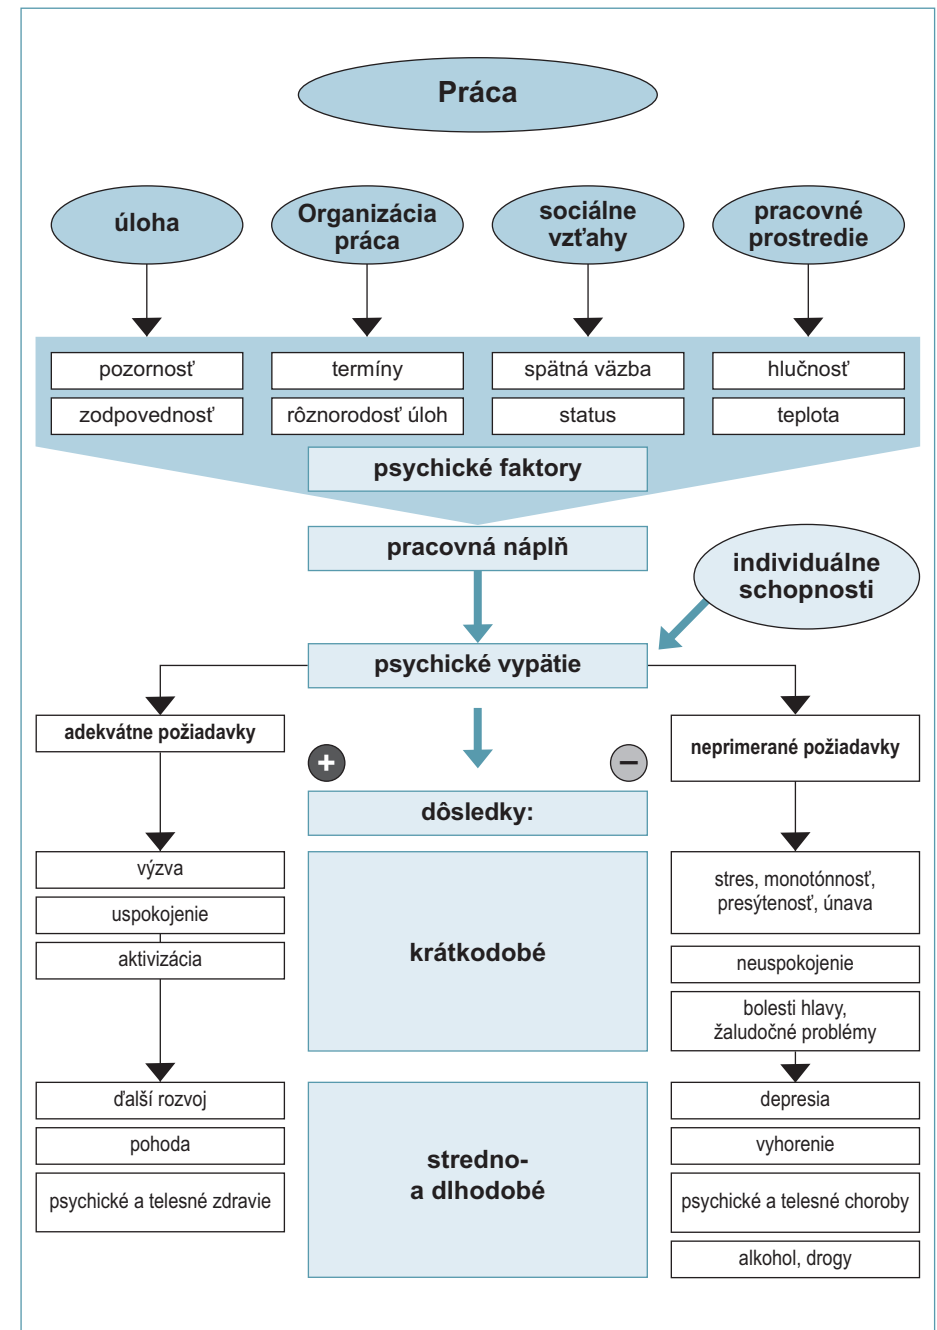 Práca
úloha
Organizácia
práca
sociálne
vzťahy
pracovné
prostredie
pozornosť
termíny
spätná väzba
hlučnosť
zodpovednosť
rôznorodosť úloh
status
teplota
psychické faktory
pracovná náplň
individuálne
schopnosti
psychické vypätie
adekvátne požiadavky
neprimerané požiadavky
+
−
dôsledky:
výzva
uspokojenie
aktivizácia
krátkodobé
stres, monotónnosť,
presýtenosť, únava
neuspokojenie
bolesti hlavy,
žaludočné problémy
ďalší rozvoj
pohoda
psychické a telesné zdravie
stredno-
a dlhodobé
depresia
vyhorenie
psychické a telesné choroby
alkohol, drogy